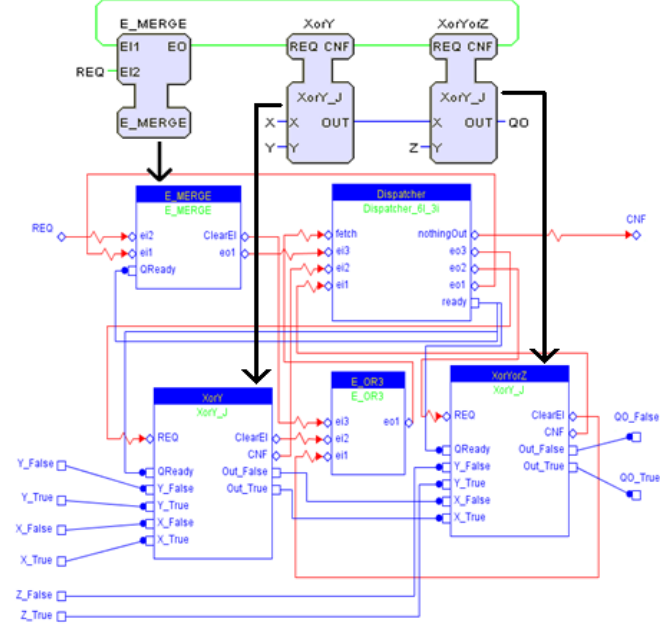 E_MERGE
XorY
XorYorZ
EI1 EO
REQ CNF
REQ CNF
REQ
EI2
E_MERGE
XorY_J
XorY_J
X
X OUT
X OUT
QO
Y
Y
Z
Y
E_MERGE
E_MERGE
Dispatcher
Dispatcher_6I_3i
REQ
CNF
ei2
ClearEI
fetch
nothingOut
ei1
eo1
ei3
eo3
QReady
ei2
eo2
ei1
eo1
ready
XorY
XorY_J
E_OR3
E_OR3
XorYorZ
XorY_J
REQ
ClearEI
CNF
ei3
eo1
ei2
ei1
REQ
ClearEI
CNF
QO_False
QReady
Out_False
QReady
Out_False
Y_False
Y_False
Out_True
Y_False
Out_True
QO_True
Y_True
Y_True
Y_True
X_False
X_False
X_False
X_True
X_True
X_True
Z_False
Z_True